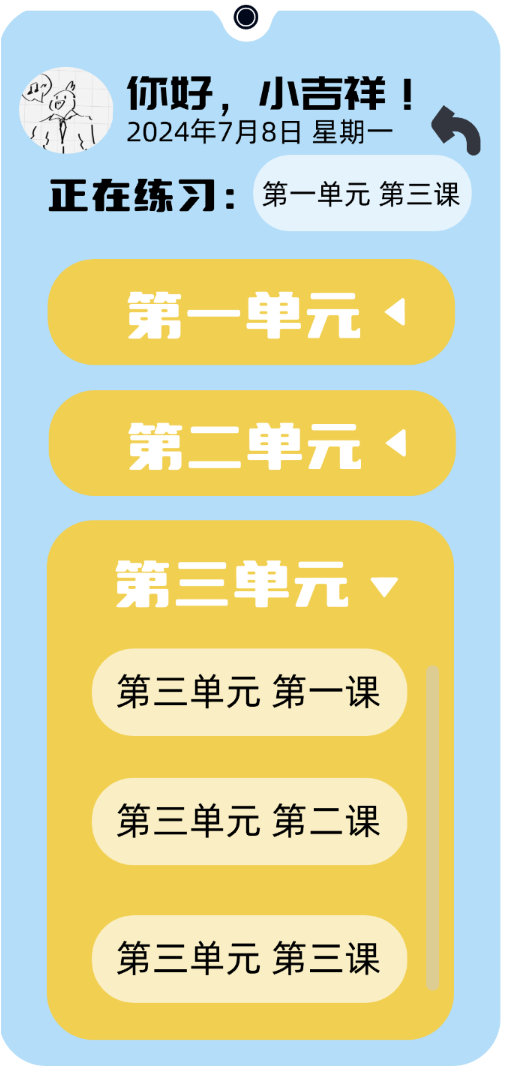 你好，小吉祥！
2024年7月8日 星期一
正在练习：第一单元 第三课
第一单元
第二单元
第三单元
第三单元 第一课
第三单元 第二课
第三单元 第三课